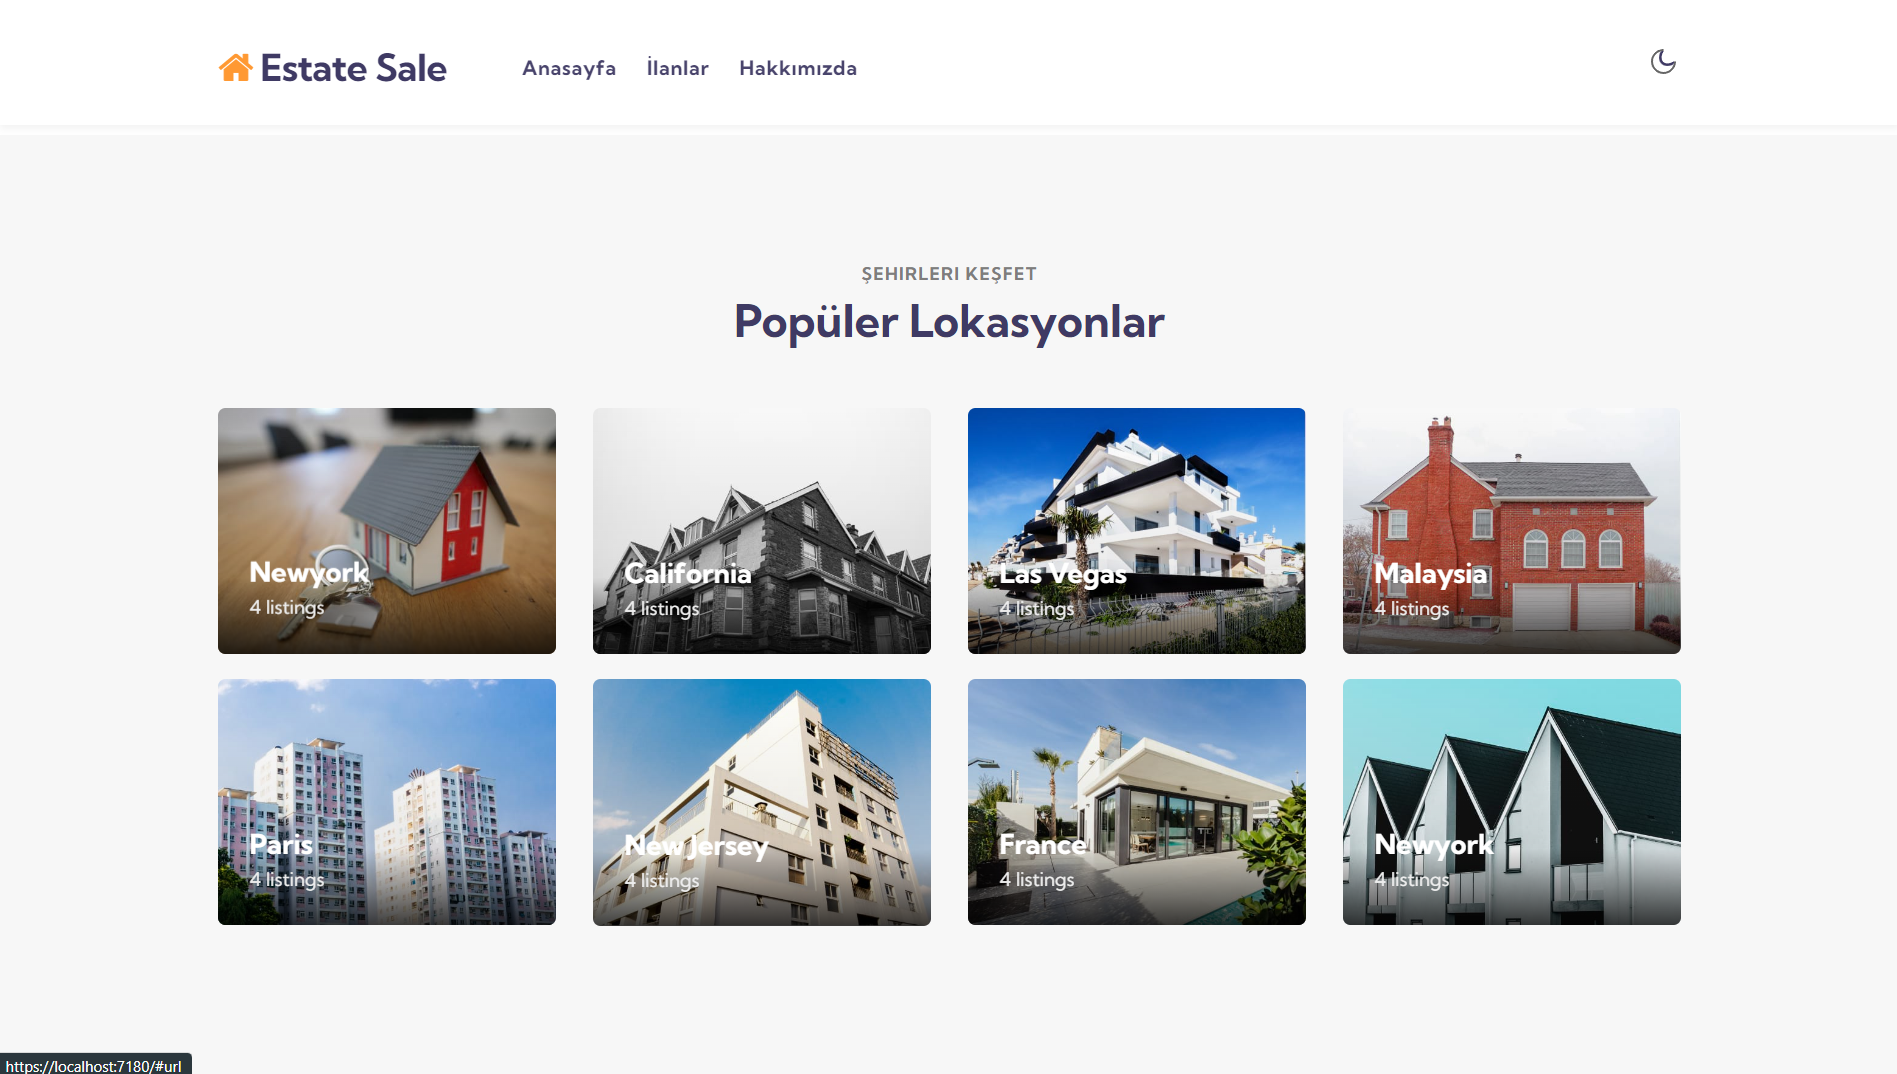 Estate Sale
Anasayfa
İlanlar
Hakkımızda
ŞEHIRLERI KEŞFET
Popüler Lokasyonlar
Newyork
4 listings
California
4 listings
Las Vegas
4 listings
Malaysia
4 listings
Paris
4 listings
New Jersey
4 listings
France
4 listings
Newyork
4 listings
https://localhost:7180/#url